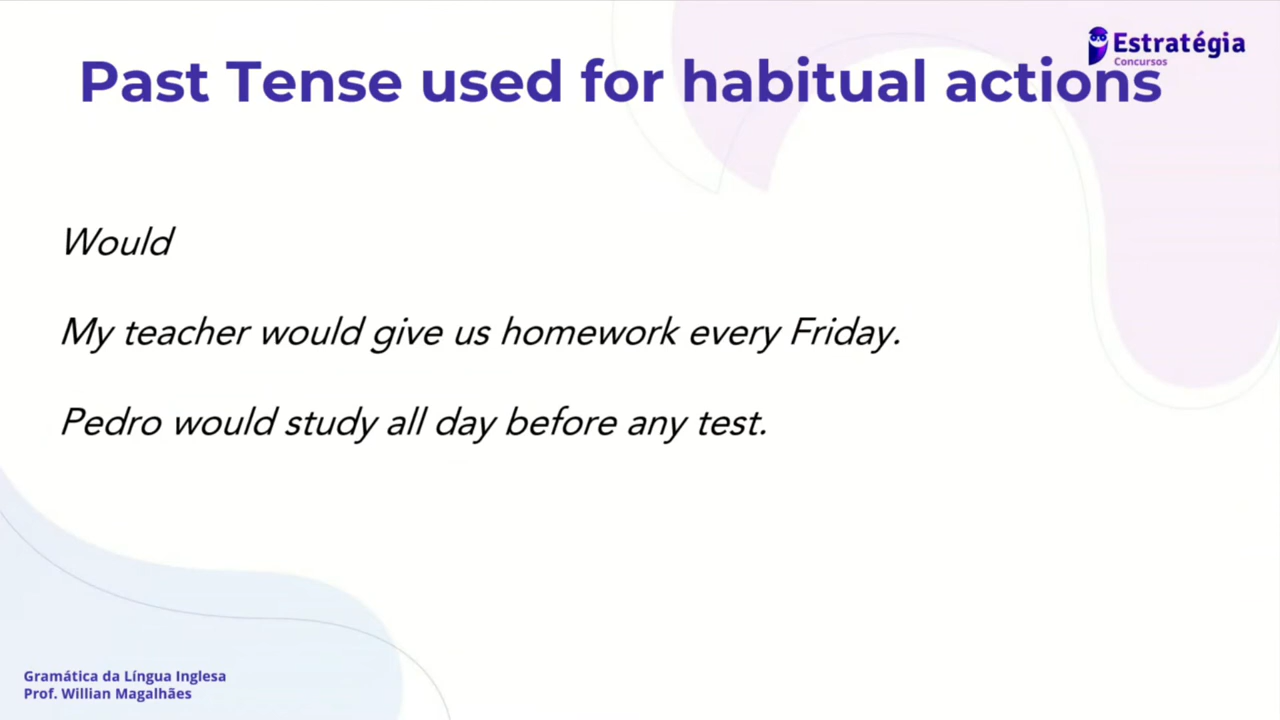 Estratégia
Concursos
Past Tense used for habitual actions
Would
My teacher would give us homework every Friday.
Pedro would study all day before any test.
Gramática da Língua Inglesa
Prof. Willian Magalhães